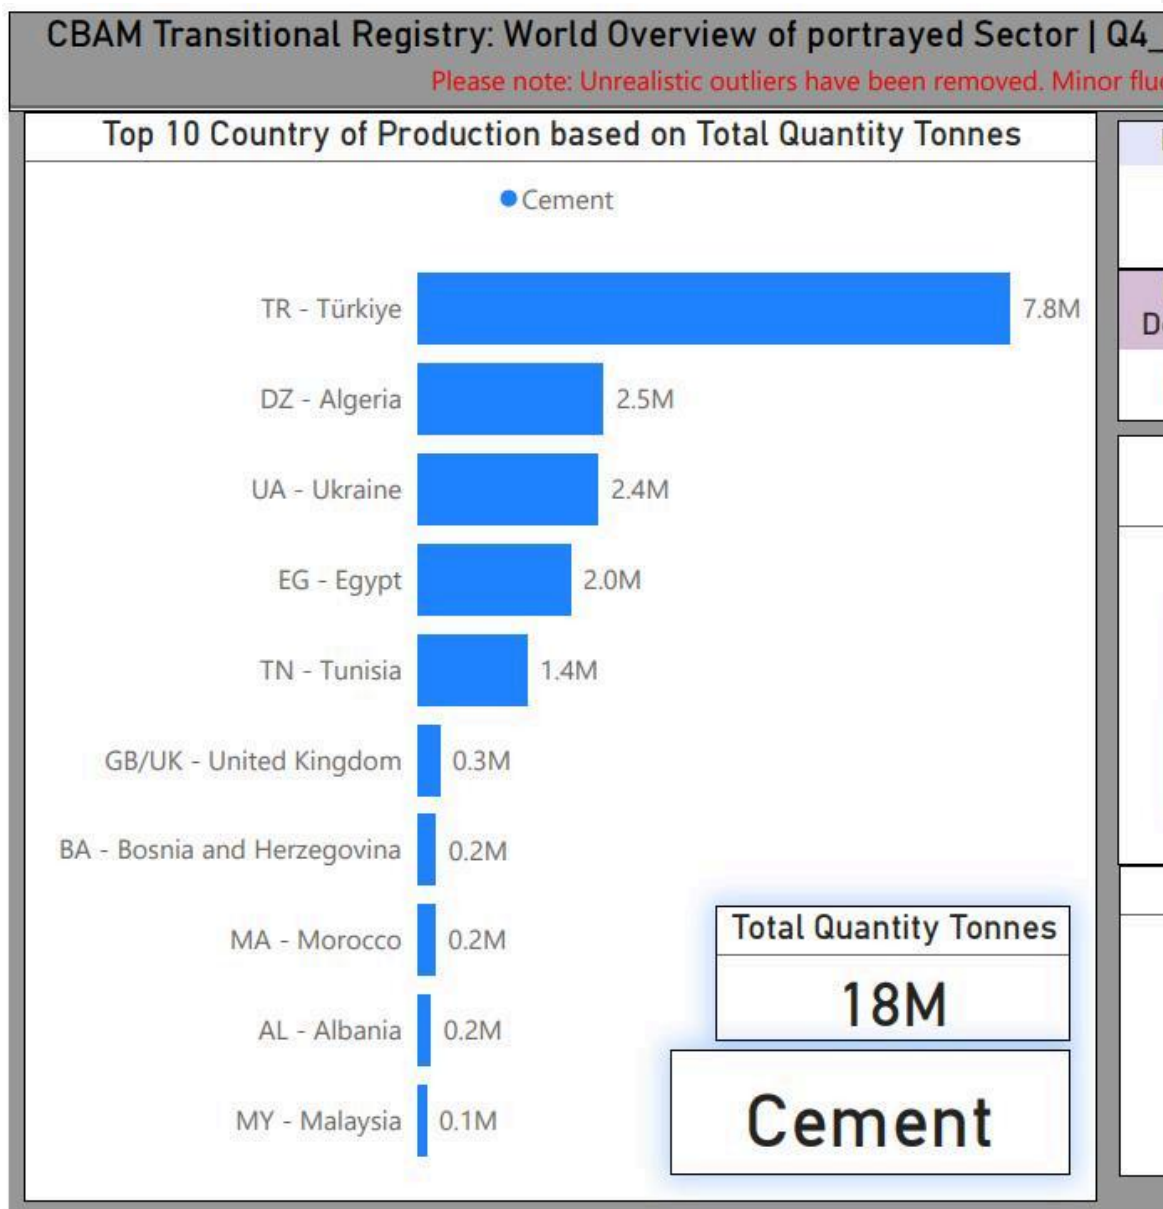 CBAM Transitional Registry: World Overview of portrayed Sector | Q4_
Please note: Unrealistic outliers have been removed. Minor
Top 10 Country of Production based on Total Quantity Tonnes
Cement
TR - Türkiye 7.8M
DZ - Algeria 2.5M
UA - Ukraine 2.4M
EG - Egypt 2.0M
TN - Tunisia 1.4M
GB/UK - United Kingdom 0.3M
BA - Bosnia and Herzegovina 0.2M
MA - Morocco 0.2M
AL - Albania 0.2M
MY - Malaysia 0.1M
Total Quantity Tonnes
18M
Cement